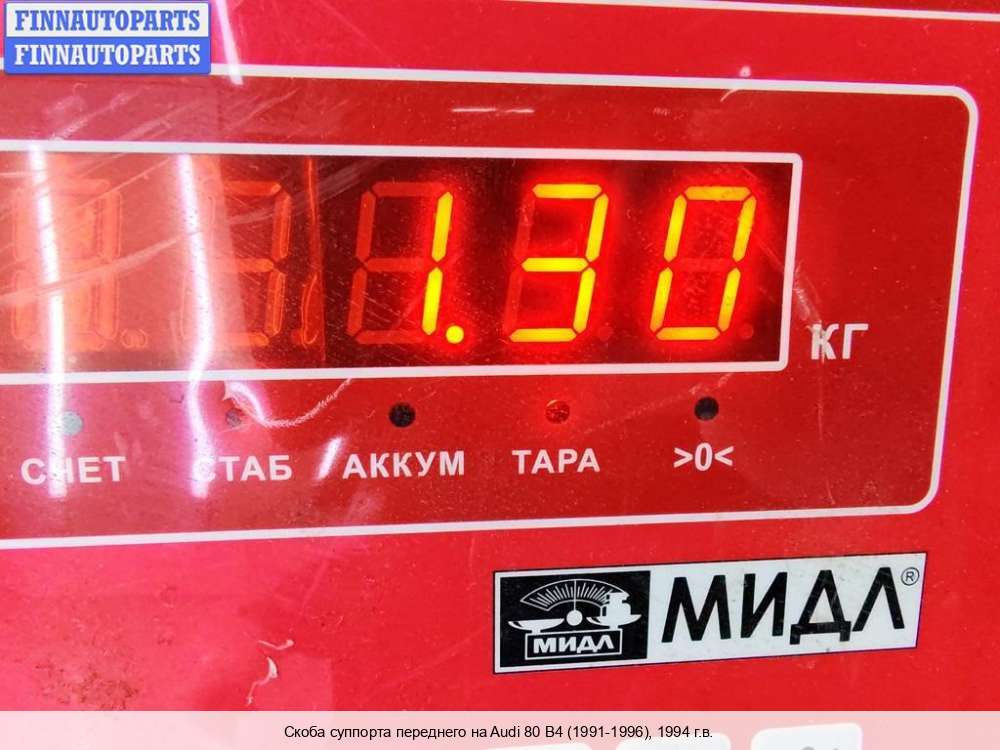 FINNAUTOPARTS
FINNAUTOPARTS
1.30
КГ
СЧЕТ СТАБ АККУМ ТАРА >0<
МИДЛ МИДЛ®
Скоба суппорта переднего на Audi 80 B4 (1991-1996), 1994 г.в.